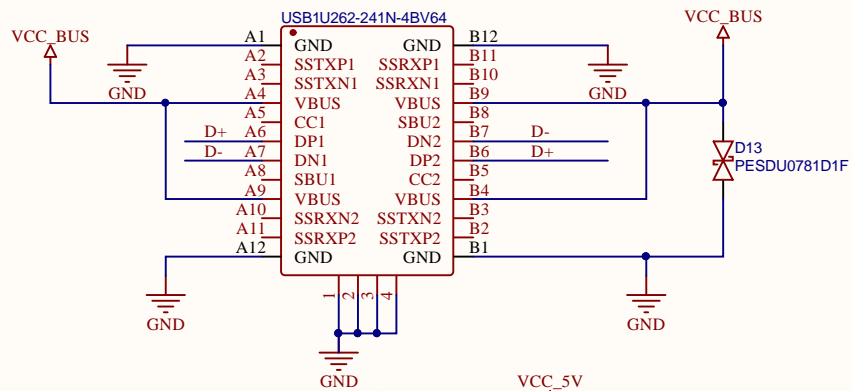 USB1U262-241N-4BV64
VCC_BUS
VCC_BUS
A1 GND GND B12
A2 SSTXP1 SSRXP1 B11
GND
GND
A3 SSTXN1 SSRXN1 B10
A4 VBUS VBUS B9
A5 CC1 SBU2 B8
D+ A6 DP1 DN2 B7 D-
D- A7 DN1 DP2 B6 D+
D13
PESDU0781D1F
A8 SBU1 CC2 B5
A9 VBUS VBUS B4
A10 SSRXN2 SSTXN2 B3
A11 SSRXP2 SSTXP2 B2
A12 GND GND B1
1 2 3 4
GND
GND
GND
VCC_5V